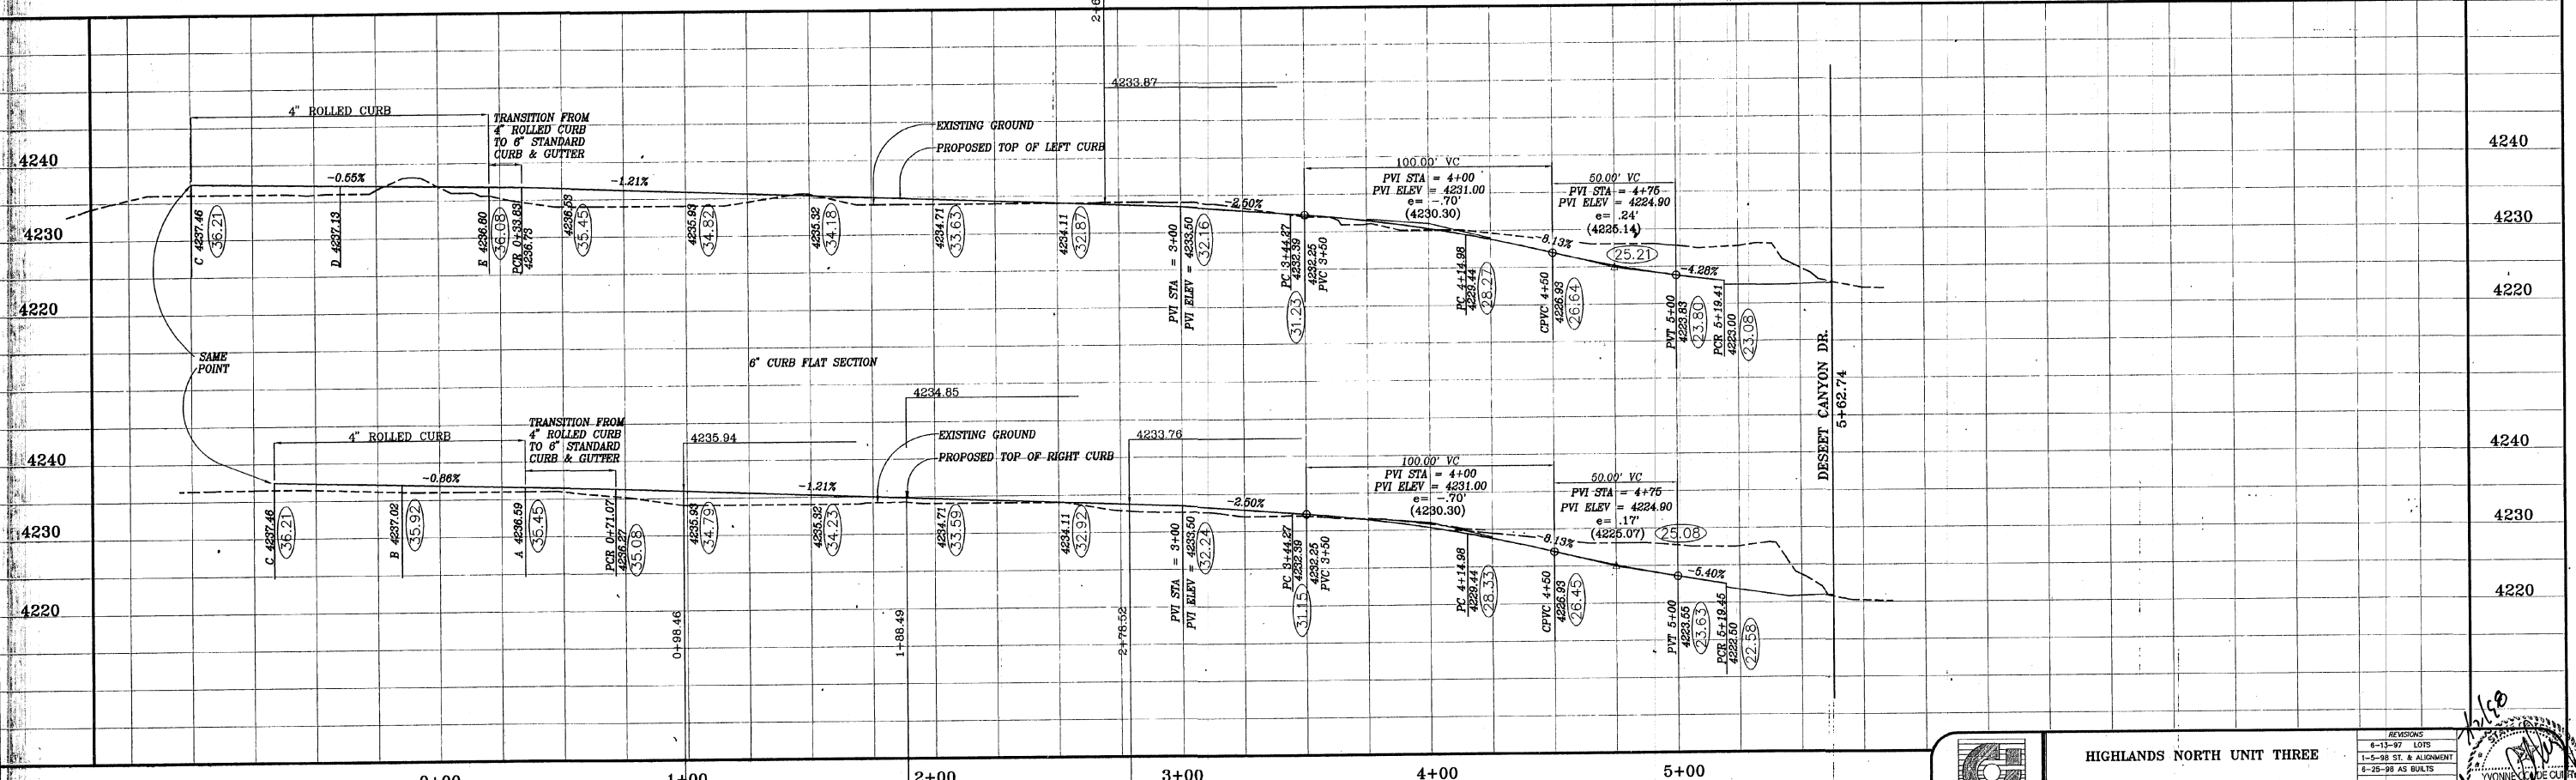 2+6
4233.87
4" ROLLED CURB
TRANSITION FROM
4" ROLLED CURB
TO 6" STANDARD
CURB & GUTTER
EXISTING GROUND
PROPOSED TOP OF LEFT CURB
4240
4240
-0.55%
-1.21%
-2.50%
100.00' VC
PVI STA = 4+00
PVI ELEV = 4231.00
e= -.70'
(4230.30)
50.00' VC
PVI STA = 4+75
PVI ELEV = 4224.90
e= .24'
(4225.14)
-8.13%
25.21
-4.28%
4230
4230
C 4237.46
36.21
D 4237.13
E 4236.80
36.08
PCR 0+33.83
4236.73
4236.53
35.45
4235.93
34.82
4235.32
34.18
4234.71
33.63
4234.11
32.87
PVI STA = 3+00
PVI ELEV = 4233.50
32.16
PC 3+44.27
4232.39
31.23
4232.25
PVC 3+50
PC 4+14.98
4229.44
28.27
CPVC 4+50
4226.93
26.64
PVT 5+00
4223.83
23.80
PCR 5+19.41
4223.00
23.08
4220
4220
DESEET CANYON DR.
5+62.74
SAME
POINT
6" CURB FLAT SECTION
4234.85
4" ROLLED CURB
TRANSITION FROM
4" ROLLED CURB
TO 6" STANDARD
CURB & GUTTER
4235.94
EXISTING GROUND
PROPOSED TOP OF RIGHT CURB
4233.76
4240
4240
-0.86%
-1.21%
-2.50%
100.00' VC
PVI STA = 4+00
PVI ELEV = 4231.00
e= -.70'
(4230.30)
50.00' VC
PVI STA = 4+75
PVI ELEV = 4224.90
e= .17'
(4225.07)
25.08
-8.13%
-5.40%
4230
4230
C 4237.46
36.21
B 4237.02
35.92
A 4236.59
35.45
PCR 0+71.07
4236.27
35.08
4235.93
34.79
4235.32
34.23
4234.71
33.59
4234.11
32.92
PVI STA = 3+00
PVI ELEV = 4233.50
32.24
PC 3+44.27
4232.39
31.15
4232.25
PVC 3+50
PC 4+14.98
4229.44
28.33
CPVC 4+50
4226.93
26.45
PVT 5+00
4223.55
23.63
PCR 5+19.45
4222.50
22.58
4220
4220
0+98.46
1+88.49
2+78.52
0+00
1+00
2+00
3+00
4+00
5+00
HIGHLANDS NORTH UNIT THREE
REVISIONS
6-13-97 LOTS
1-5-98 ST. & ALIGNMENT
6-25-98 AS BUILTS